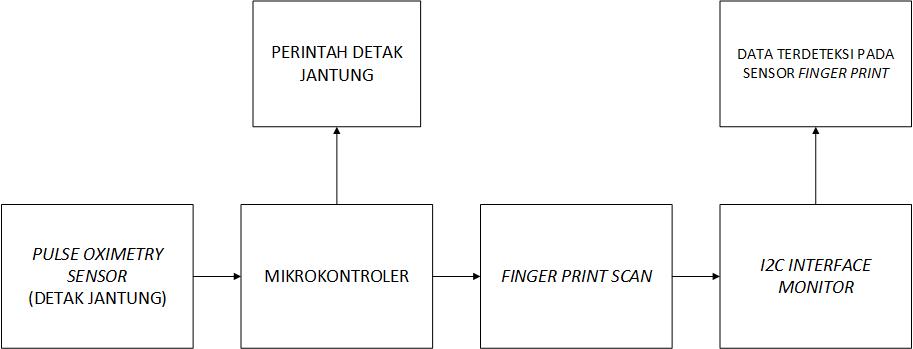 PERINTAH DETAK
JANTUNG
DATA TERDETEKSI PADA
SENSOR FINGER PRINT
PULSE OXIMETRY
SENSOR
(DETAK JANTUNG)
MIKROKONTROLER
FINGER PRINT SCAN
I2C INTERFACE
MONITOR